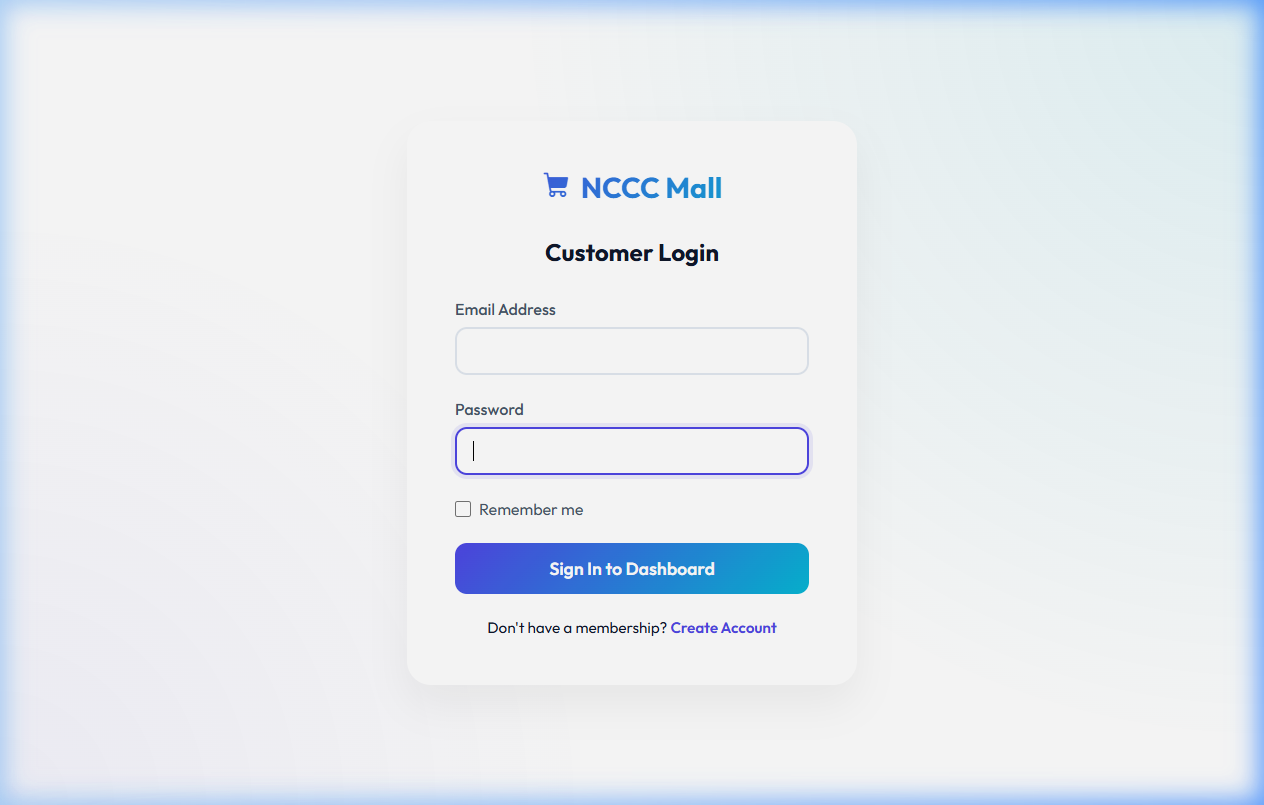 NCCC Mall
Customer Login
Email Address
Password
Remember me
Sign In to Dashboard
Don't have a membership? Create Account